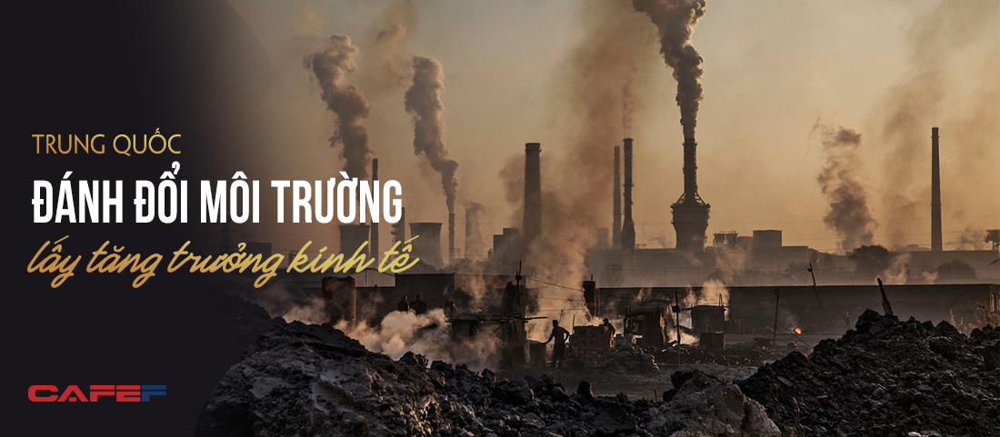 TRUNG QUỐC
ĐÁNH ĐỔI MÔI TRƯỜNG
lấy tăng trưởng kinh tế
CAFEF